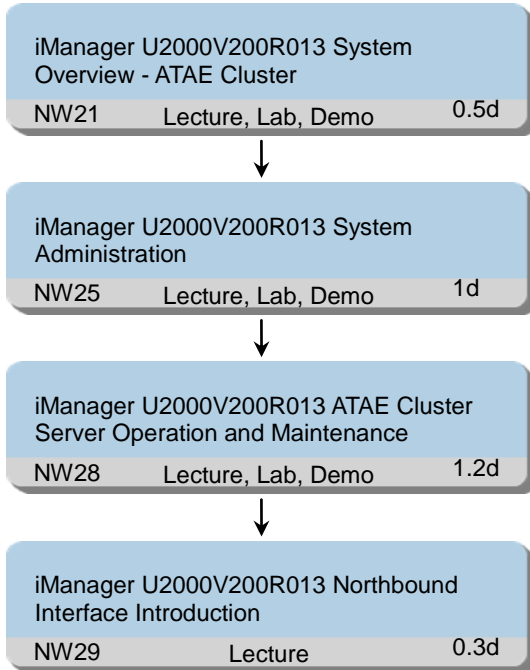 iManager U2000V200R013 System
Overview - ATAE Cluster
NW21 Lecture, Lab, Demo 0.5d
iManager U2000V200R013 System
Administration
NW25 Lecture, Lab, Demo 1d
iManager U2000V200R013 ATAE Cluster
Server Operation and Maintenance
NW28 Lecture, Lab, Demo 1.2d
iManager U2000V200R013 Northbound
Interface Introduction
NW29 Lecture 0.3d